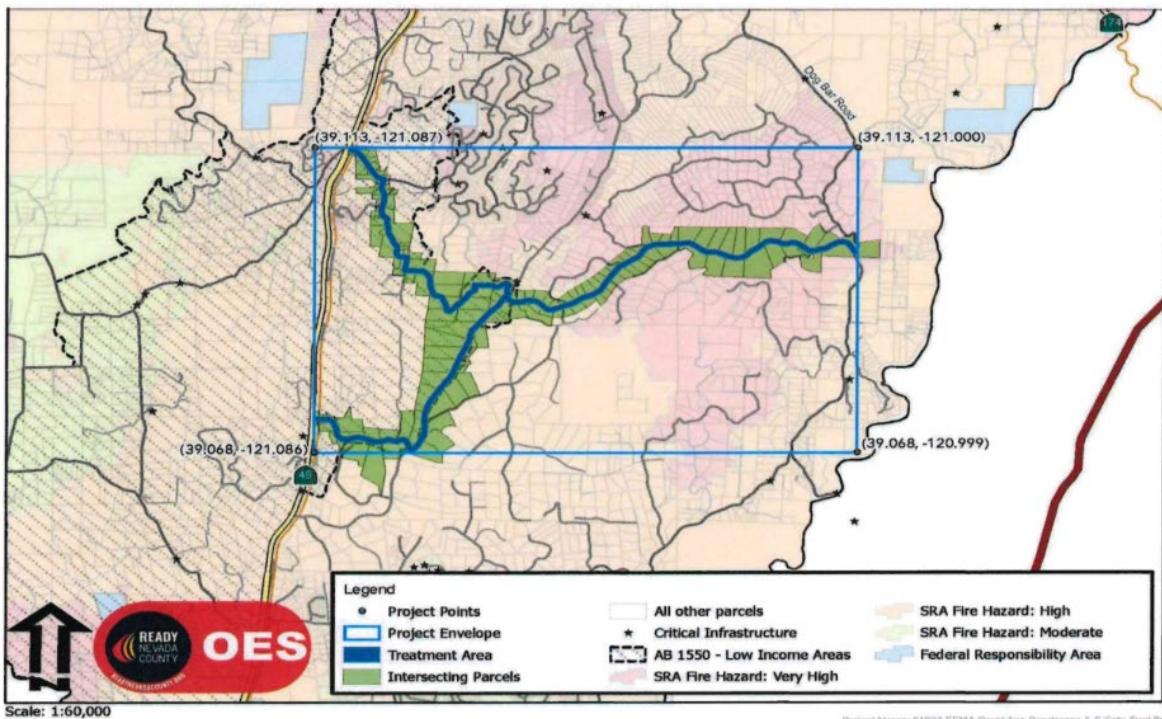 174
Dog Bar Road
(39.113, -121.087)
(39.113, -121.000)
(39.068, -121.086)
(39.068, -120.999)
49
Legend
Project Points
Project Envelope
Treatment Area
Intersecting Parcels
All other parcels
Critical Infrastructure
AB 1550 - Low Income Areas
SRA Fire Hazard: Very High
SRA Fire Hazard: High
SRA Fire Hazard: Moderate
Federal Responsibility Area
N
READY
NEVADA
COUNTY
READYNEVADACOUNTY.ORG
OES
Scale: 1:60,000